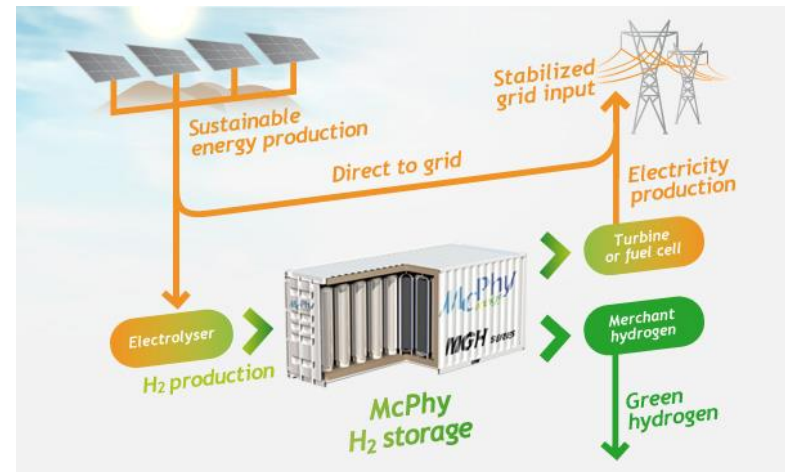 Sustainable
energy production
Stabilized
grid input
Direct to grid
Electricity
production
Turbine
or fuel cell
Electrolyser
McPhy
MGH series
Merchant
hydrogen
H₂ production
McPhy
H₂ storage
Green
hydrogen